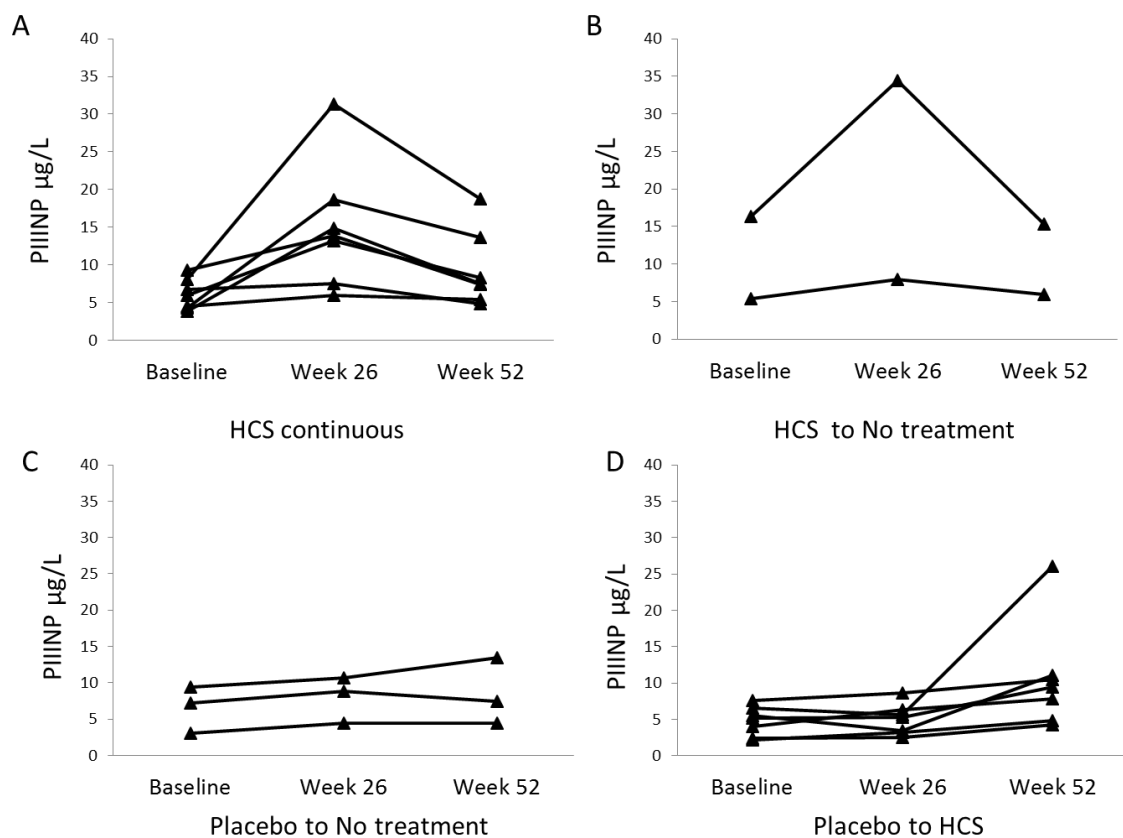 A
PIIINP µg/L
40
35
30
25
20
15
10
5
0
Baseline Week 26 Week 52
HCS continuous
B
PIIINP µg/L
40
35
30
25
20
15
10
5
0
Baseline Week 26 Week 52
HCS to No treatment
C
PIIINP µg/L
40
35
30
25
20
15
10
5
0
Baseline Week 26 Week 52
Placebo to No treatment
D
PIIINP µg/L
40
35
30
25
20
15
10
5
0
Baseline Week 26 Week 52
Placebo to HCS